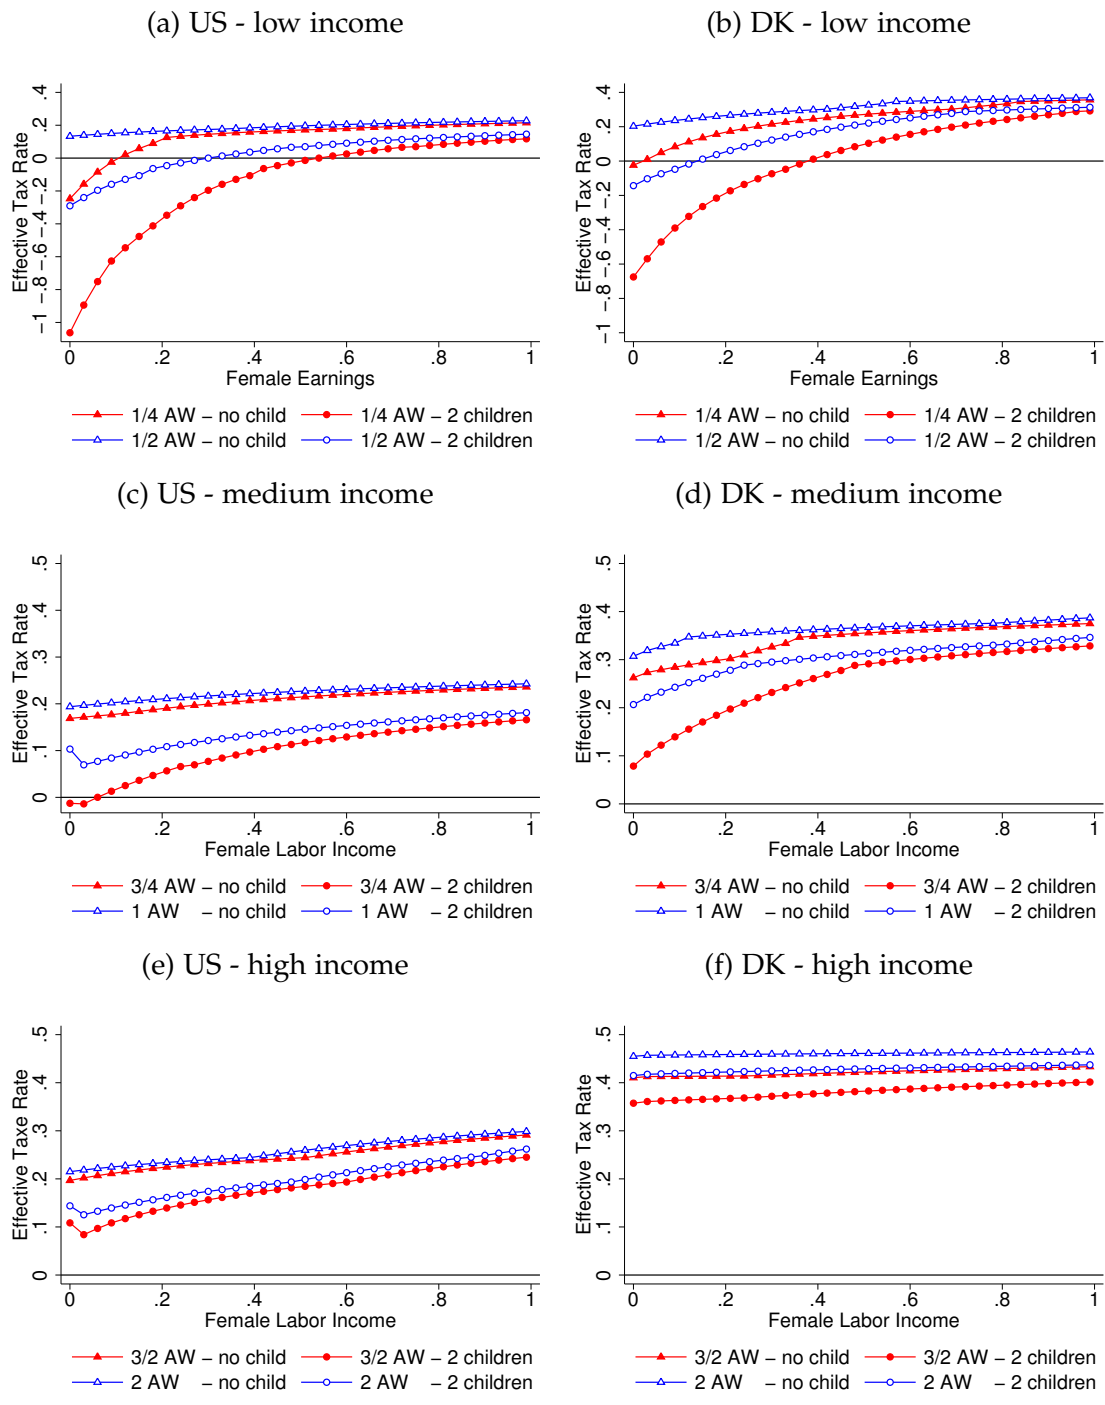 (a) US - low income
(b) DK - low income
Effective Tax Rate
.4
.2
0
−.2
−.4
−.6
−.8
−1
0 .2 .4 .6 .8 1
Female Earnings
1/4 AW − no child 1/4 AW − 2 children
1/2 AW − no child 1/2 AW − 2 children
Effective Tax Rate
.4
.2
0
−.2
−.4
−.6
−.8
−1
0 .2 .4 .6 .8 1
Female Earnings
1/4 AW − no child 1/4 AW − 2 children
1/2 AW − no child 1/2 AW − 2 children
(c) US - medium income
(d) DK - medium income
Effective Tax Rate
.5
.4
.3
.2
.1
0
0 .2 .4 .6 .8 1
Female Labor Income
3/4 AW − no child 3/4 AW − 2 children
1 AW − no child 1 AW − 2 children
Effective Tax Rate
.5
.4
.3
.2
.1
0
0 .2 .4 .6 .8 1
Female Labor Income
3/4 AW − no child 3/4 AW − 2 children
1 AW − no child 1 AW − 2 children
(e) US - high income
(f) DK - high income
Effective Taxe Rate
.5
.4
.3
.2
.1
0
0 .2 .4 .6 .8 1
Female Labor Income
3/2 AW − no child 3/2 AW − 2 children
2 AW − no child 2 AW − 2 children
Effective Tax Rate
.5
.4
.3
.2
.1
0
0 .2 .4 .6 .8 1
Female Labor Income
3/2 AW − no child 3/2 AW − 2 children
2 AW − no child 2 AW − 2 children